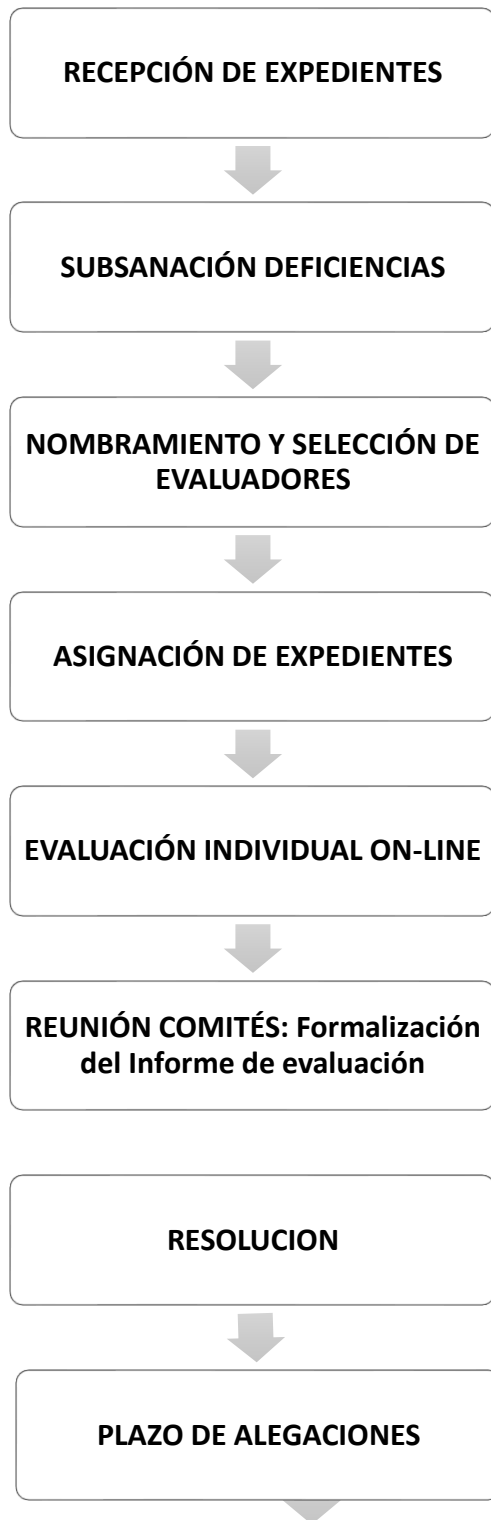 RECEPCIÓN DE EXPEDIENTES
SUBSANACIÓN DEFICIENCIAS
NOMBRAMIENTO Y SELECCIÓN DE
EVALUADORES
ASIGNACIÓN DE EXPEDIENTES
EVALUACIÓN INDIVIDUAL ON-LINE
REUNIÓN COMITÉS: Formalización
del Informe de evaluación
RESOLUCION
PLAZO DE ALEGACIONES